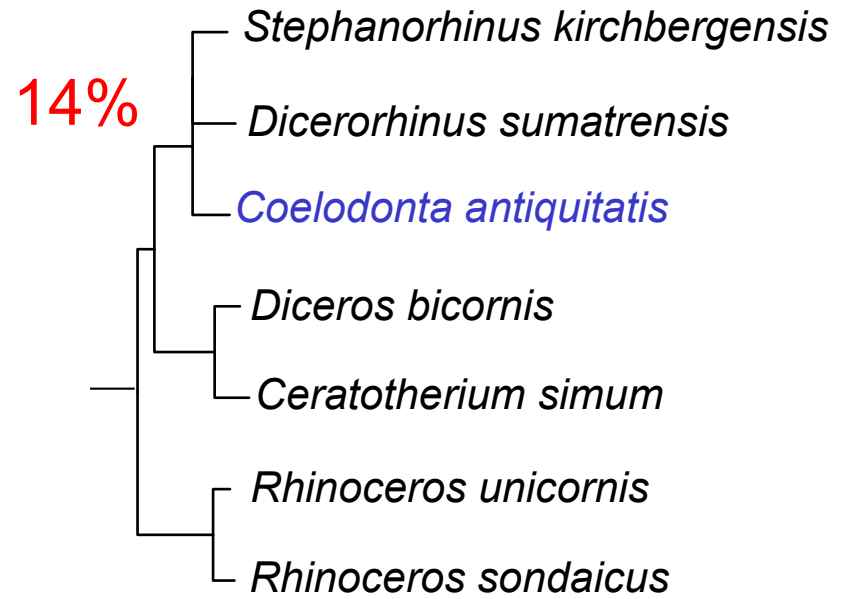 Stephanorhinus kirchbergensis
14%
Dicerorhinus sumatrensis
Coelodonta antiquitatis
Diceros bicornis
Ceratotherium simum
Rhinoceros unicornis
Rhinoceros sondaicus